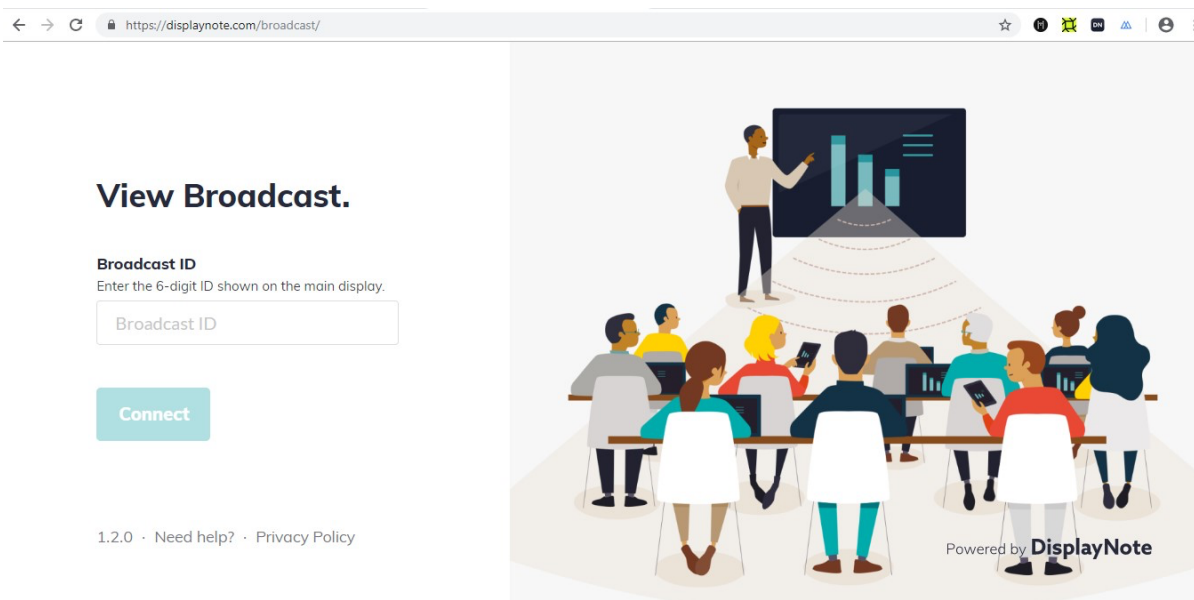 https://displaynote.com/broadcast/
DN
View Broadcast.
Broadcast ID
Enter the 6-digit ID shown on the main display.
Broadcast ID
Connect
1.2.0 · Need help? · Privacy Policy
Powered by DisplayNote